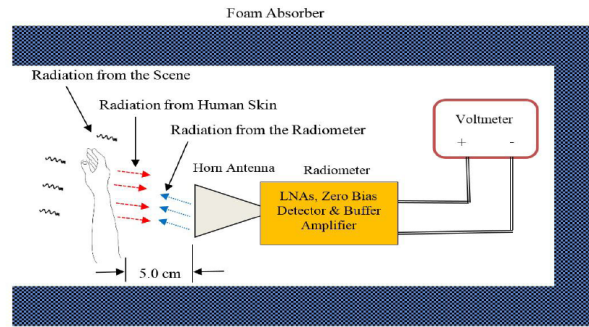 Foam Absorber
Radiation from the Scene
Radiation from Human Skin
Radiation from the Radiometer
Horn Antenna
Radiometer
LNAs, Zero Bias
Detector & Buffer
Amplifier
Voltmeter
+ -
5.0 cm